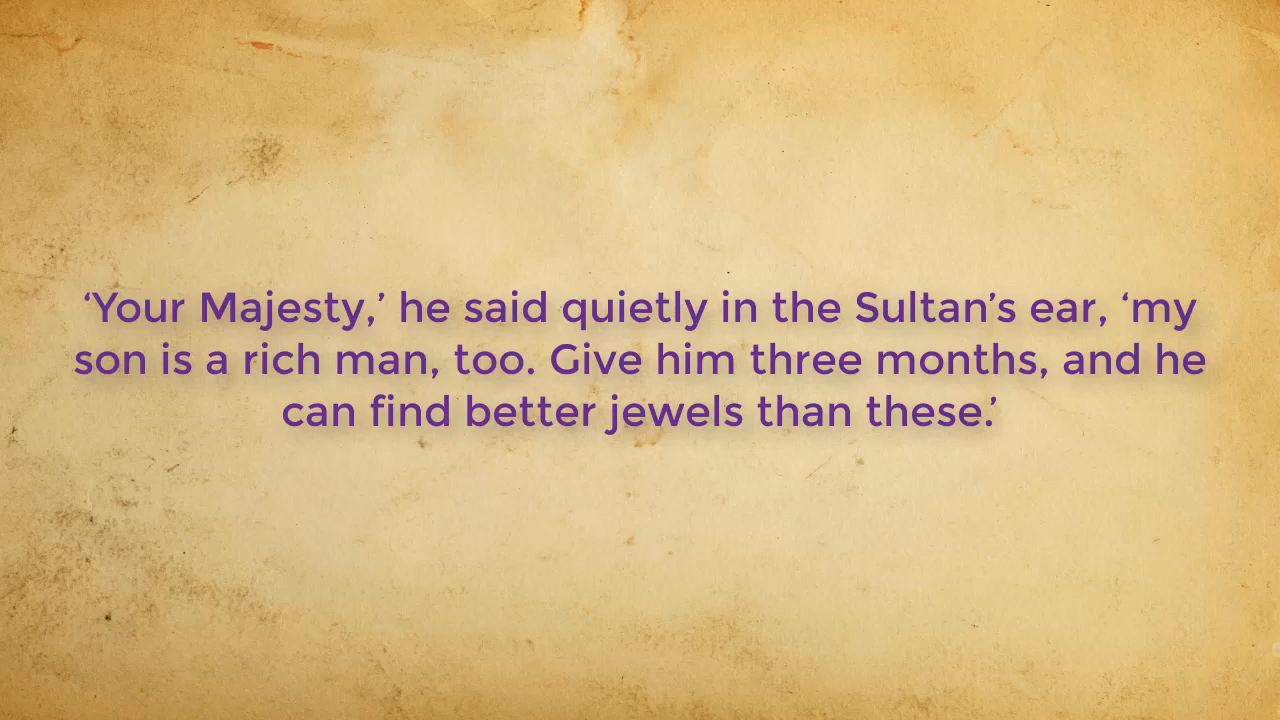 ‘Your Majesty,’ he said quietly in the Sultan’s ear, ‘my
son is a rich man, too. Give him three months, and he
can find better jewels than these.’